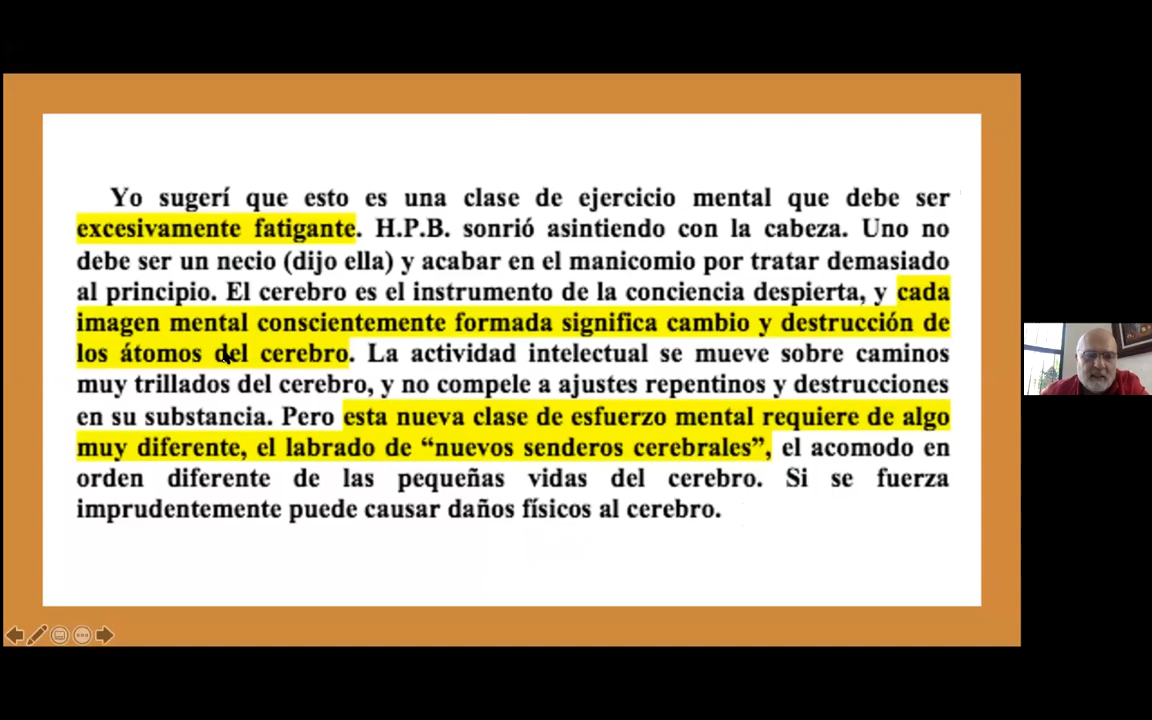 Yo sugerí que esto es una clase de ejercicio mental que debe ser
excesivamente fatigante. H.P.B. sonrió asintiendo con la cabeza. Uno no
debe ser un necio (dijo ella) y acabar en el manicomio por tratar demasiado
al principio. El cerebro es el instrumento de la conciencia despierta, y cada
imagen mental conscientemente formada significa cambio y destrucción de
los átomos del cerebro. La actividad intelectual se mueve sobre caminos
muy trillados del cerebro, y no compele a ajustes repentinos y destrucciones
en su substancia. Pero esta nueva clase de esfuerzo mental requiere de algo
muy diferente, el labrado de “nuevos senderos cerebrales”, el acomodo en
orden diferente de las pequeñas vidas del cerebro. Si se fuerza
imprudentemente puede causar daños físicos al cerebro.